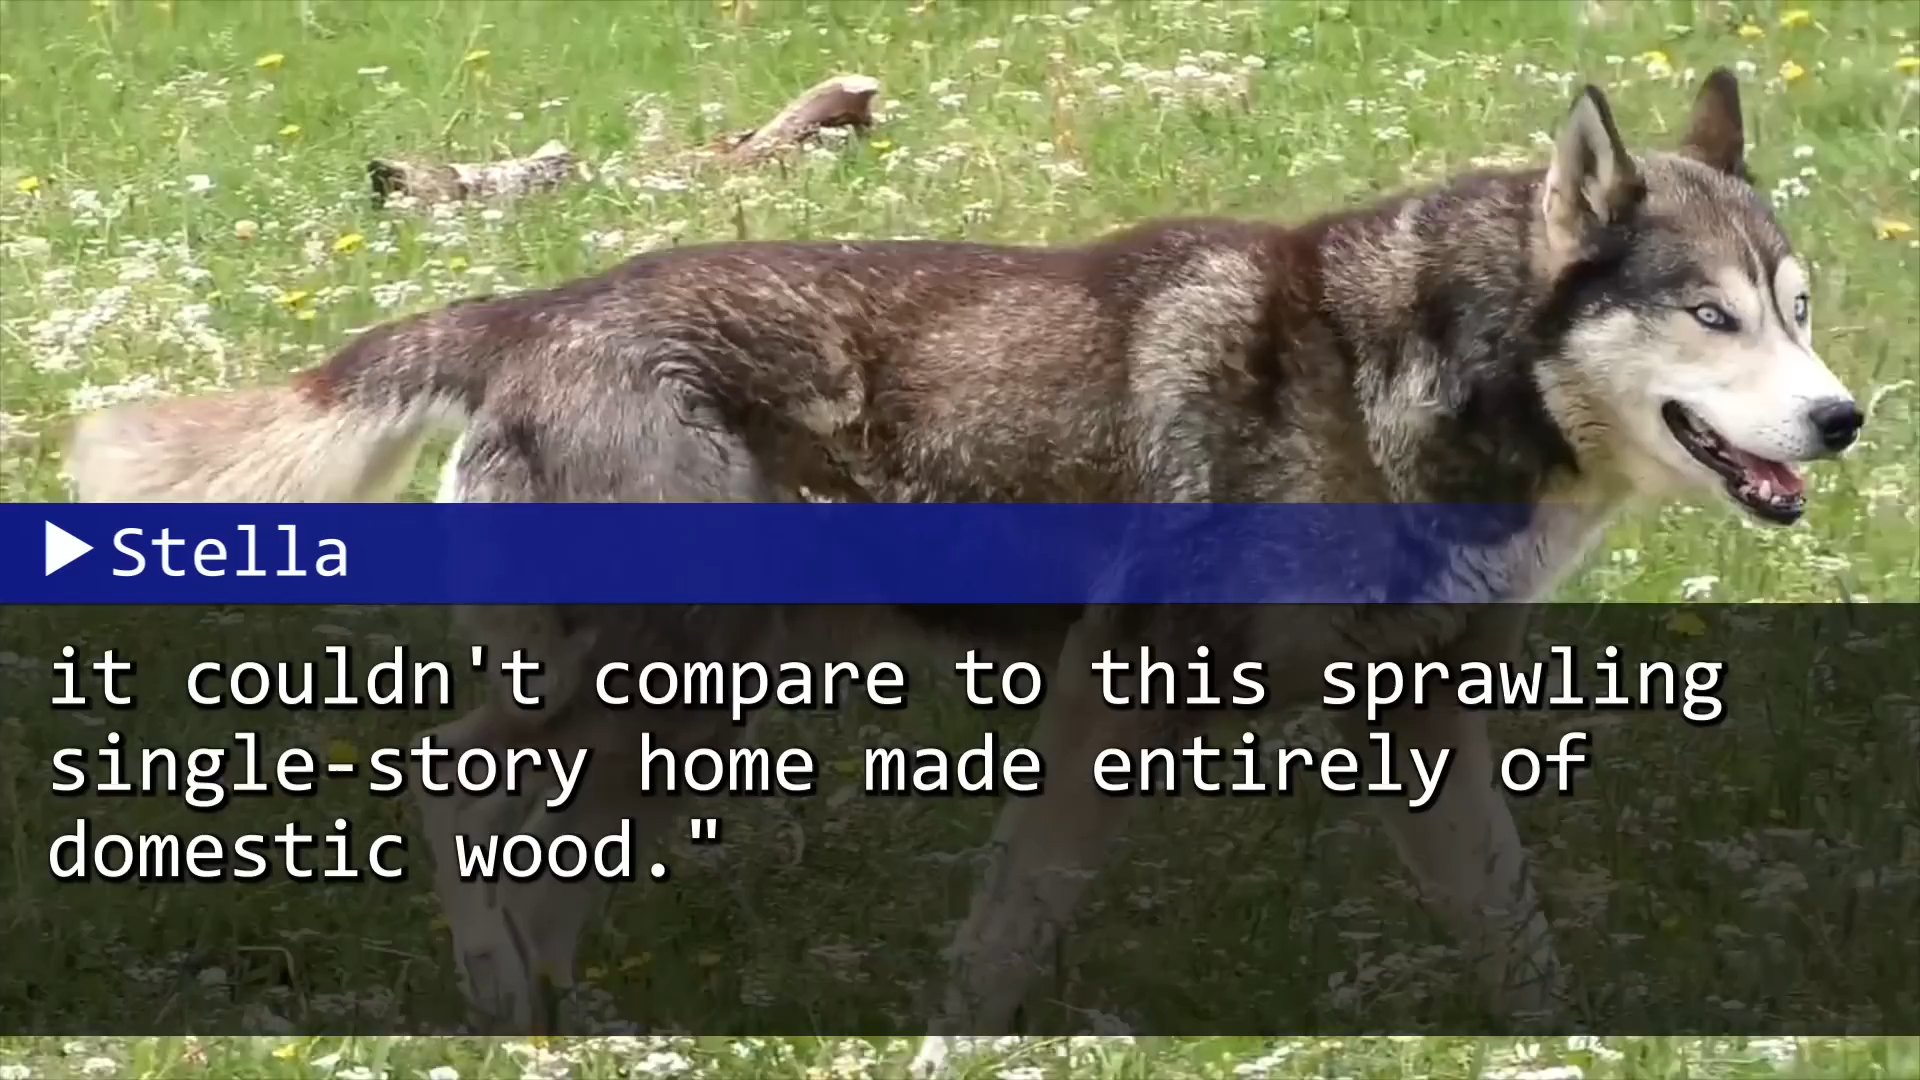 Stella
it couldn't compare to this sprawling
single-story home made entirely of
domestic wood."